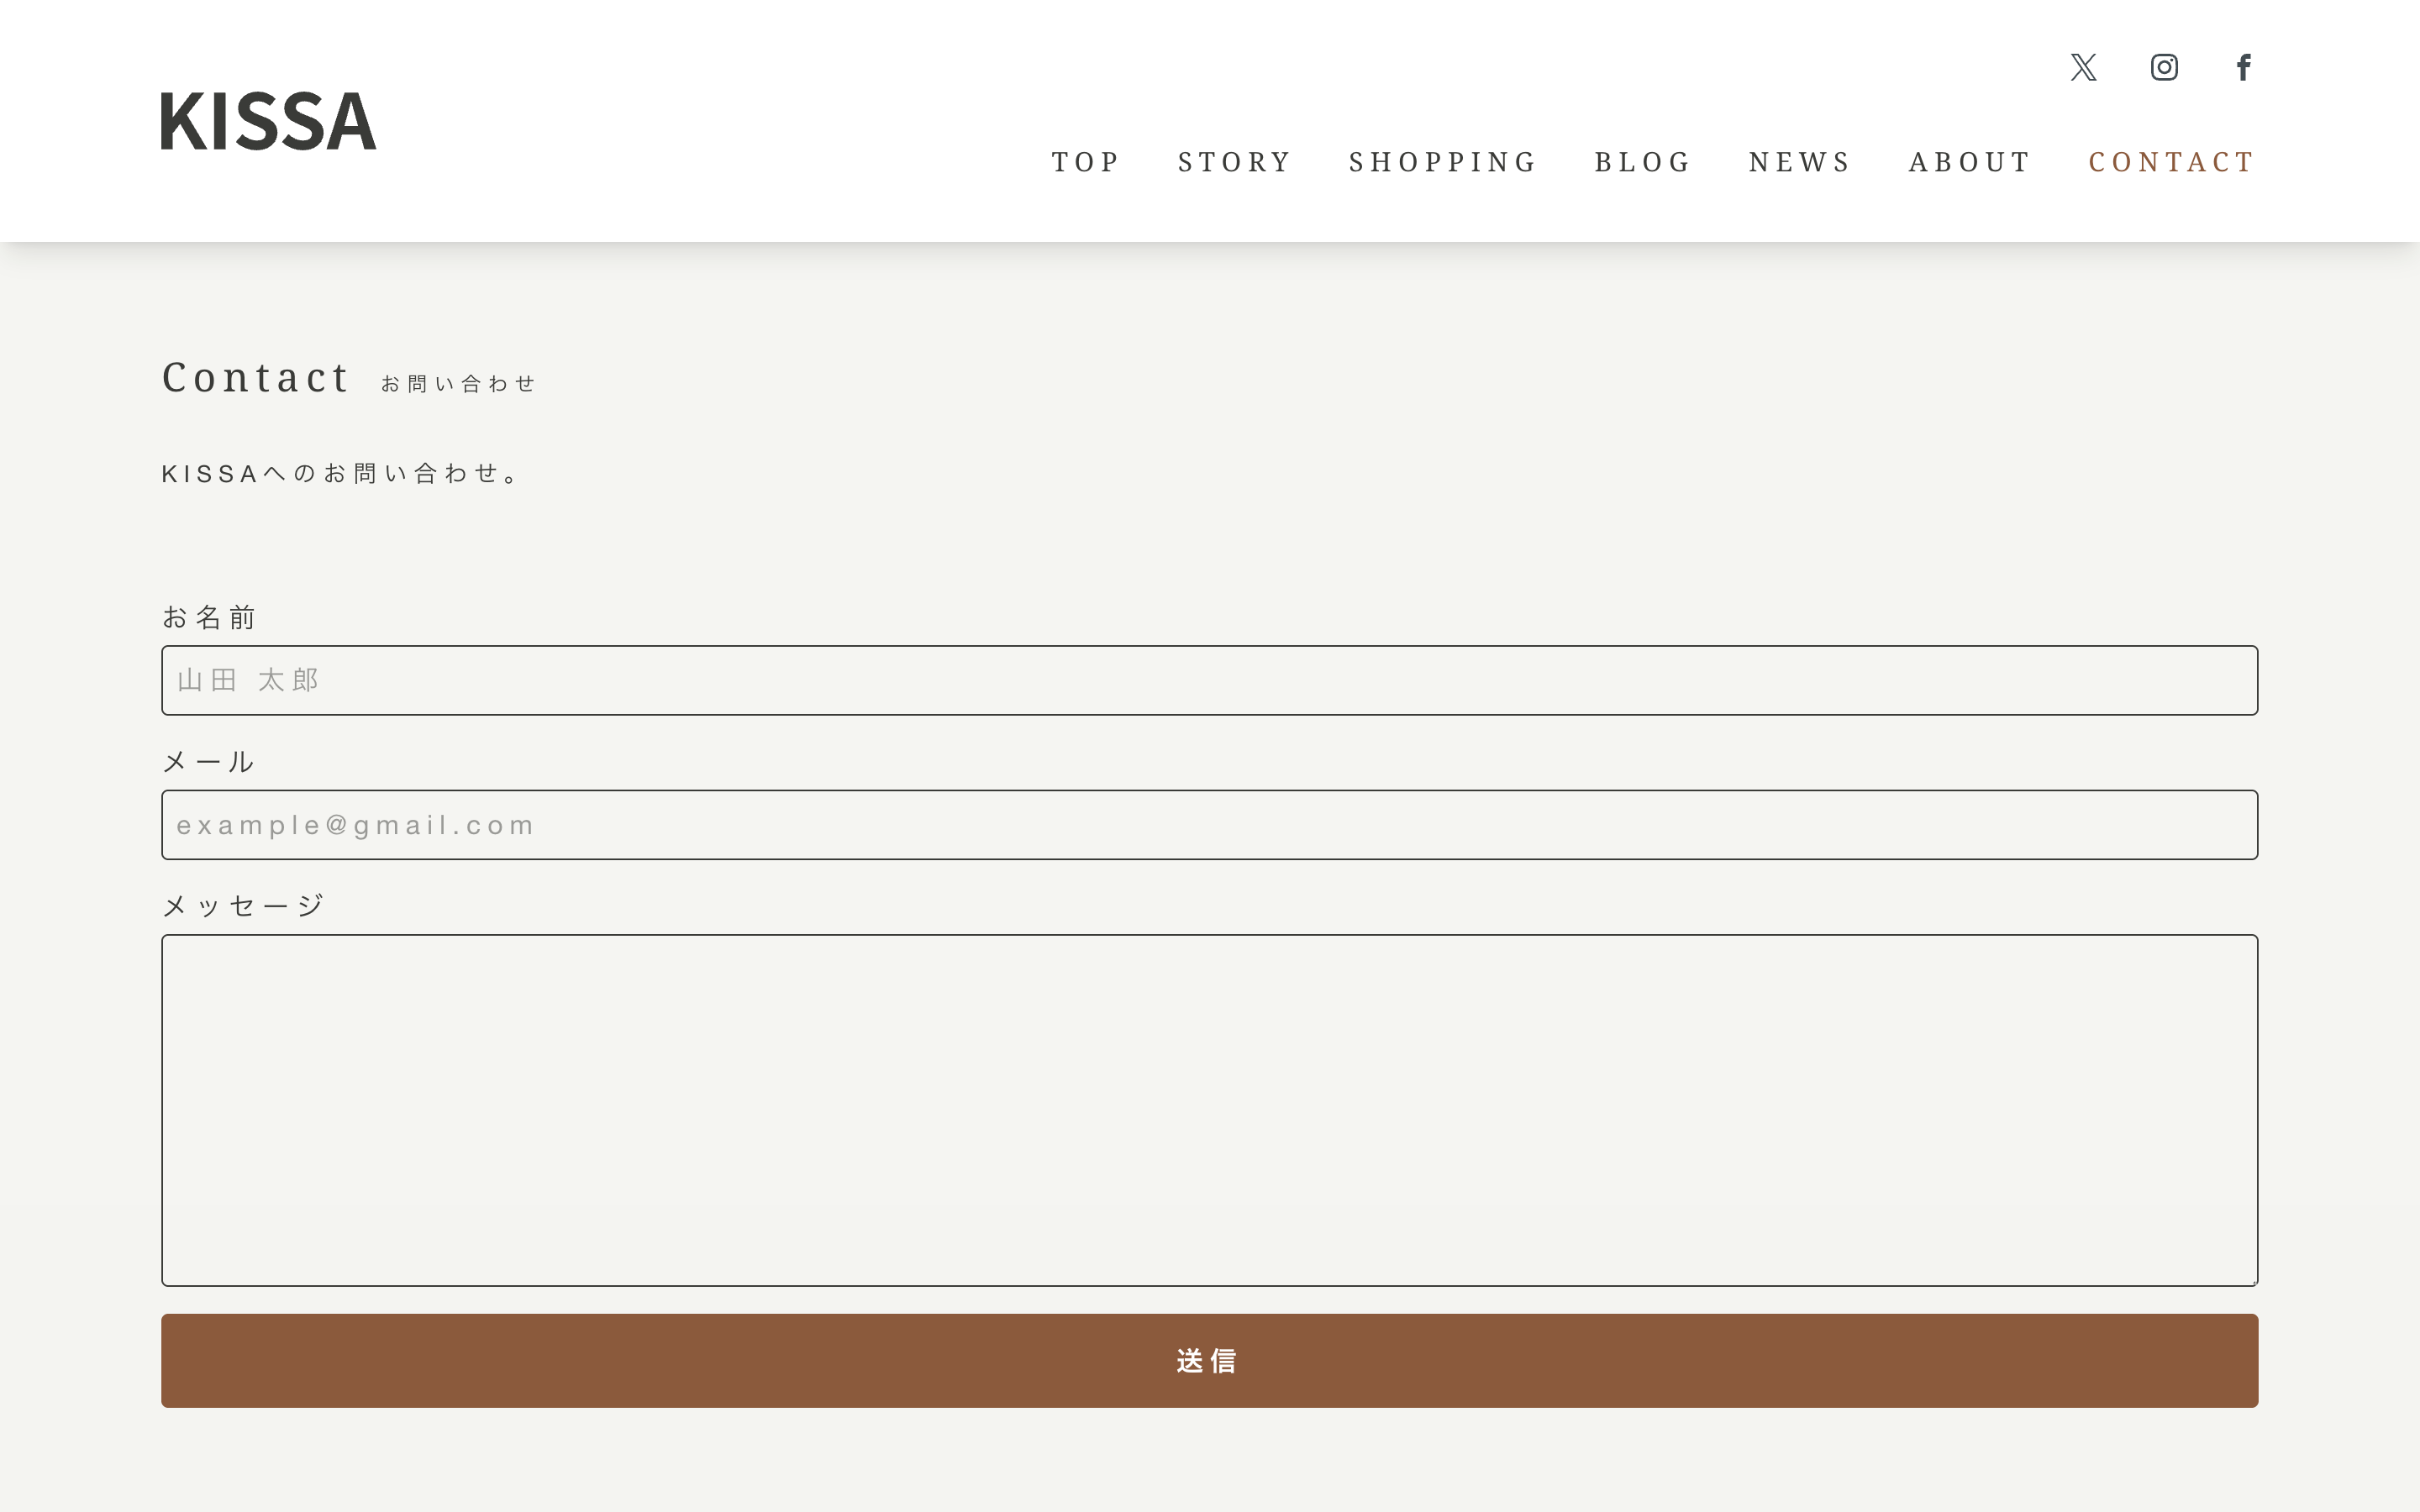 KISSA
TOP STORY SHOPPING BLOG NEWS ABOUT CONTACT
Contact お問い合わせ
KISSAへのお問い合わせ。
お名前
山田 太郎
メール
example@gmail.com
メッセージ
送信